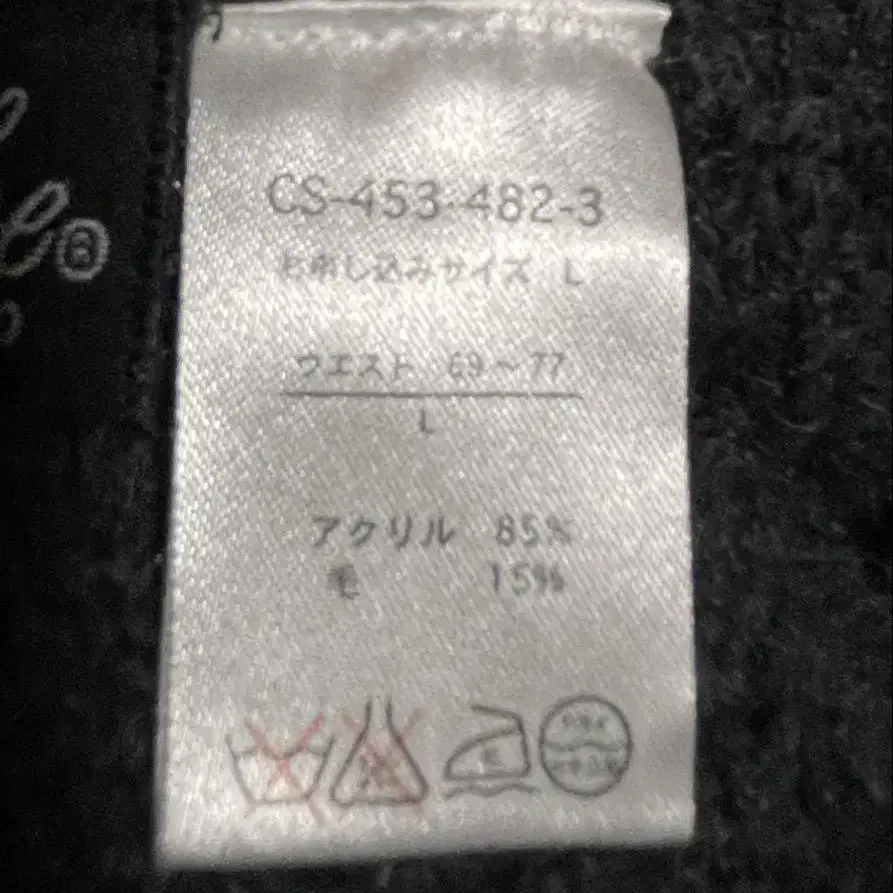 CS-453-482-3
お申し込みサイズ L
ウエスト 69~77
L
アクリル 85%
毛 15%